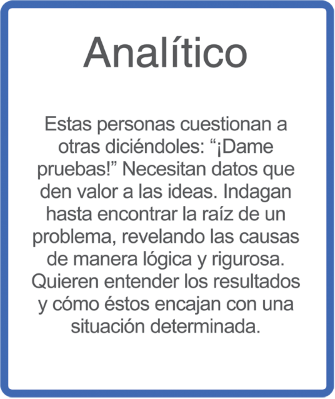 Analítico
Estas personas cuestionan a
otras diciéndoles: “¡Dame
pruebas!” Necesitan datos que
den valor a las ideas. Indagan
hasta encontrar la raíz de un
problema, revelando las causas
de manera lógica y rigurosa.
Quieren entender los resultados
y cómo éstos encajan con una
situación determinada.